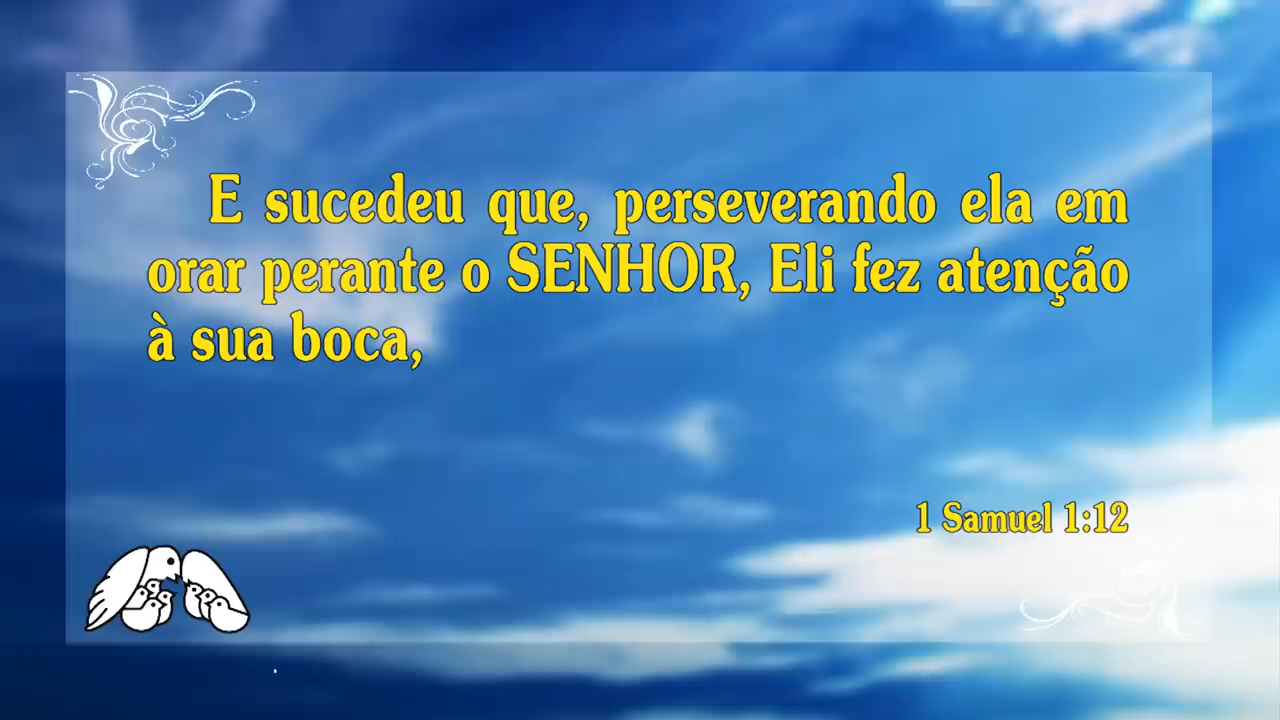 E sucedeu que, perseverando ela em
orar perante o SENHOR, Eli fez atenção
à sua boca,
1 Samuel 1:12